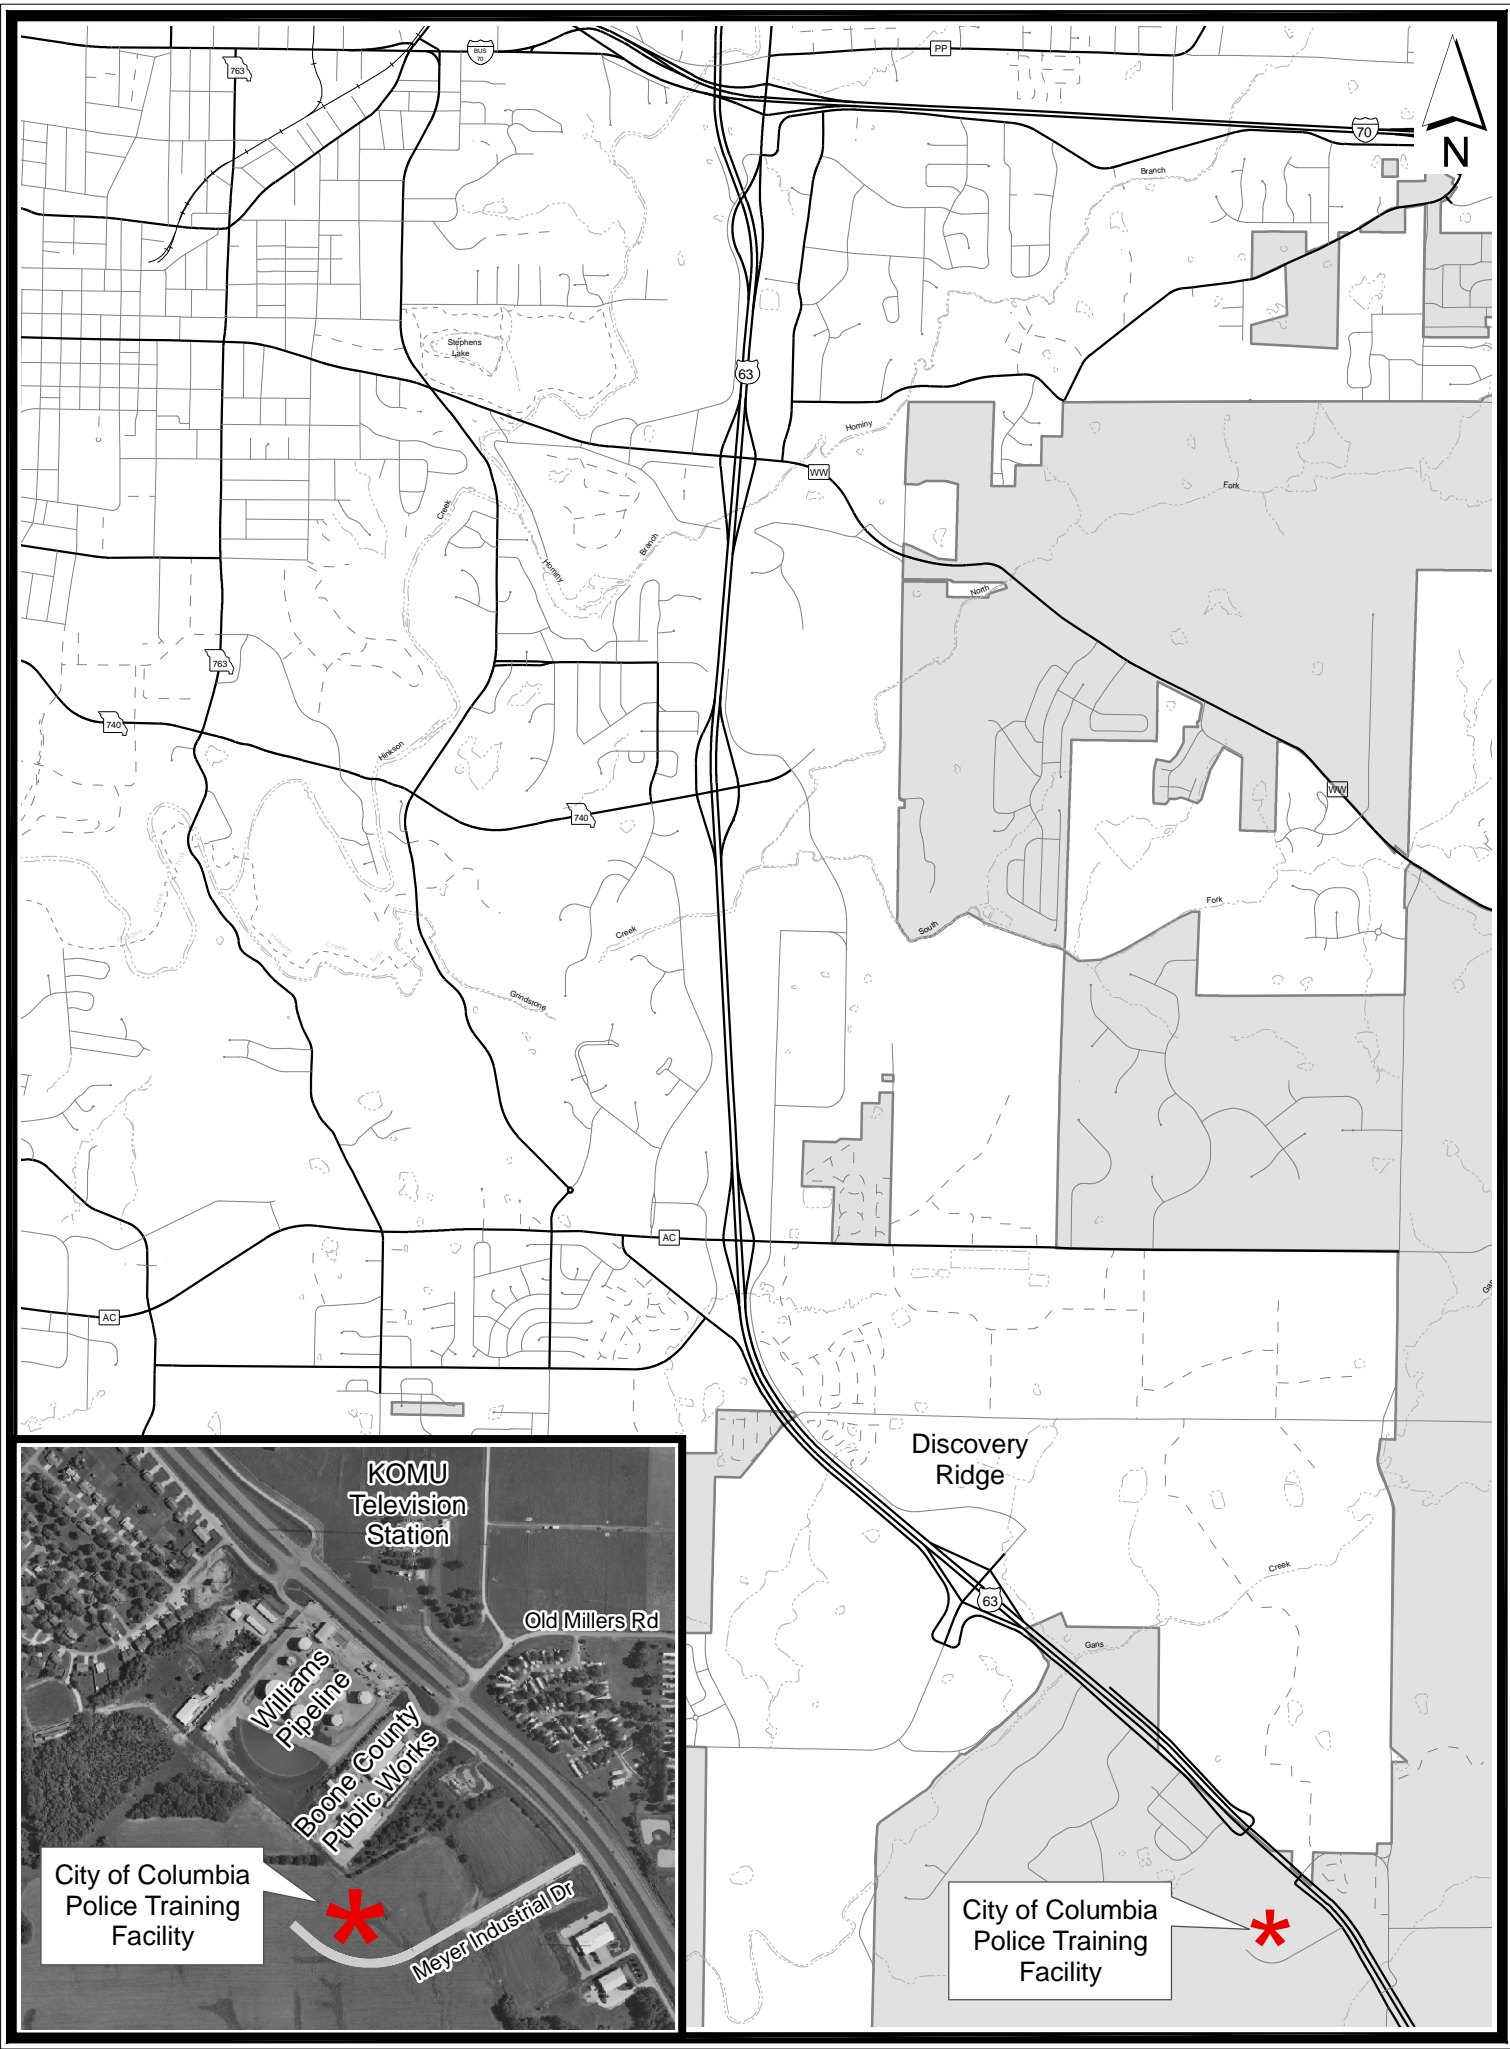 763
BUS
70
PP
70
N
Branch
Stephens
Lake
63
Hominy
WW
Fork
Creek
Branch
Hominy
North
763
740
Hinkson
WW
740
Fork
Creek
South
Hinkson
Creek
Trail
Grindstone
AC
AC
Discovery
Ridge
Creek
63
Gans
City of Columbia
Police Training
Facility
KOMU
Television
Station
Old Millers Rd
Williams
Pipeline
Boone County
Public Works
City of Columbia
Police Training
Facility
Meyer Industrial Dr